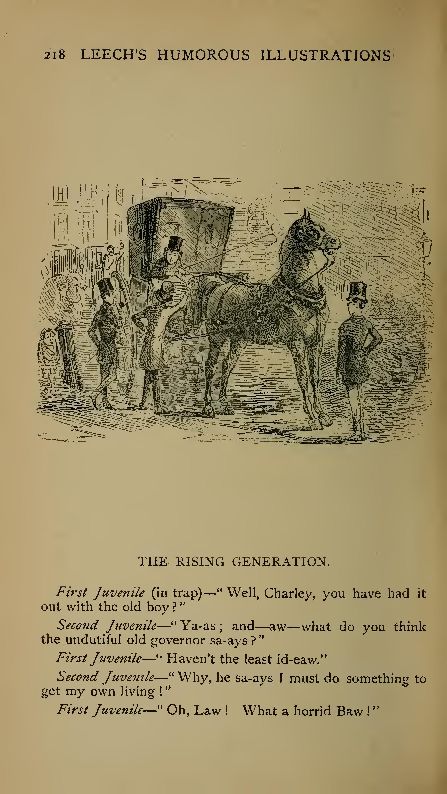 218 LEECH'S HUMOROUS ILLUSTRATIONS
THE RISING GENERATION.
First Juvenile (in trap)—"Well, Charley, you have had it
out with the old boy?"
Second Juvenile—"Ya-as; and—aw—what do you think
the undutiful old governor sa-ays?"
First Juvenile—"Haven't the least id-eaw."
Second Juvenile—"Why, he sa-ays I must do something to
get my own living!"
First Juvenile—"Oh, Law! What a horrid Baw!"